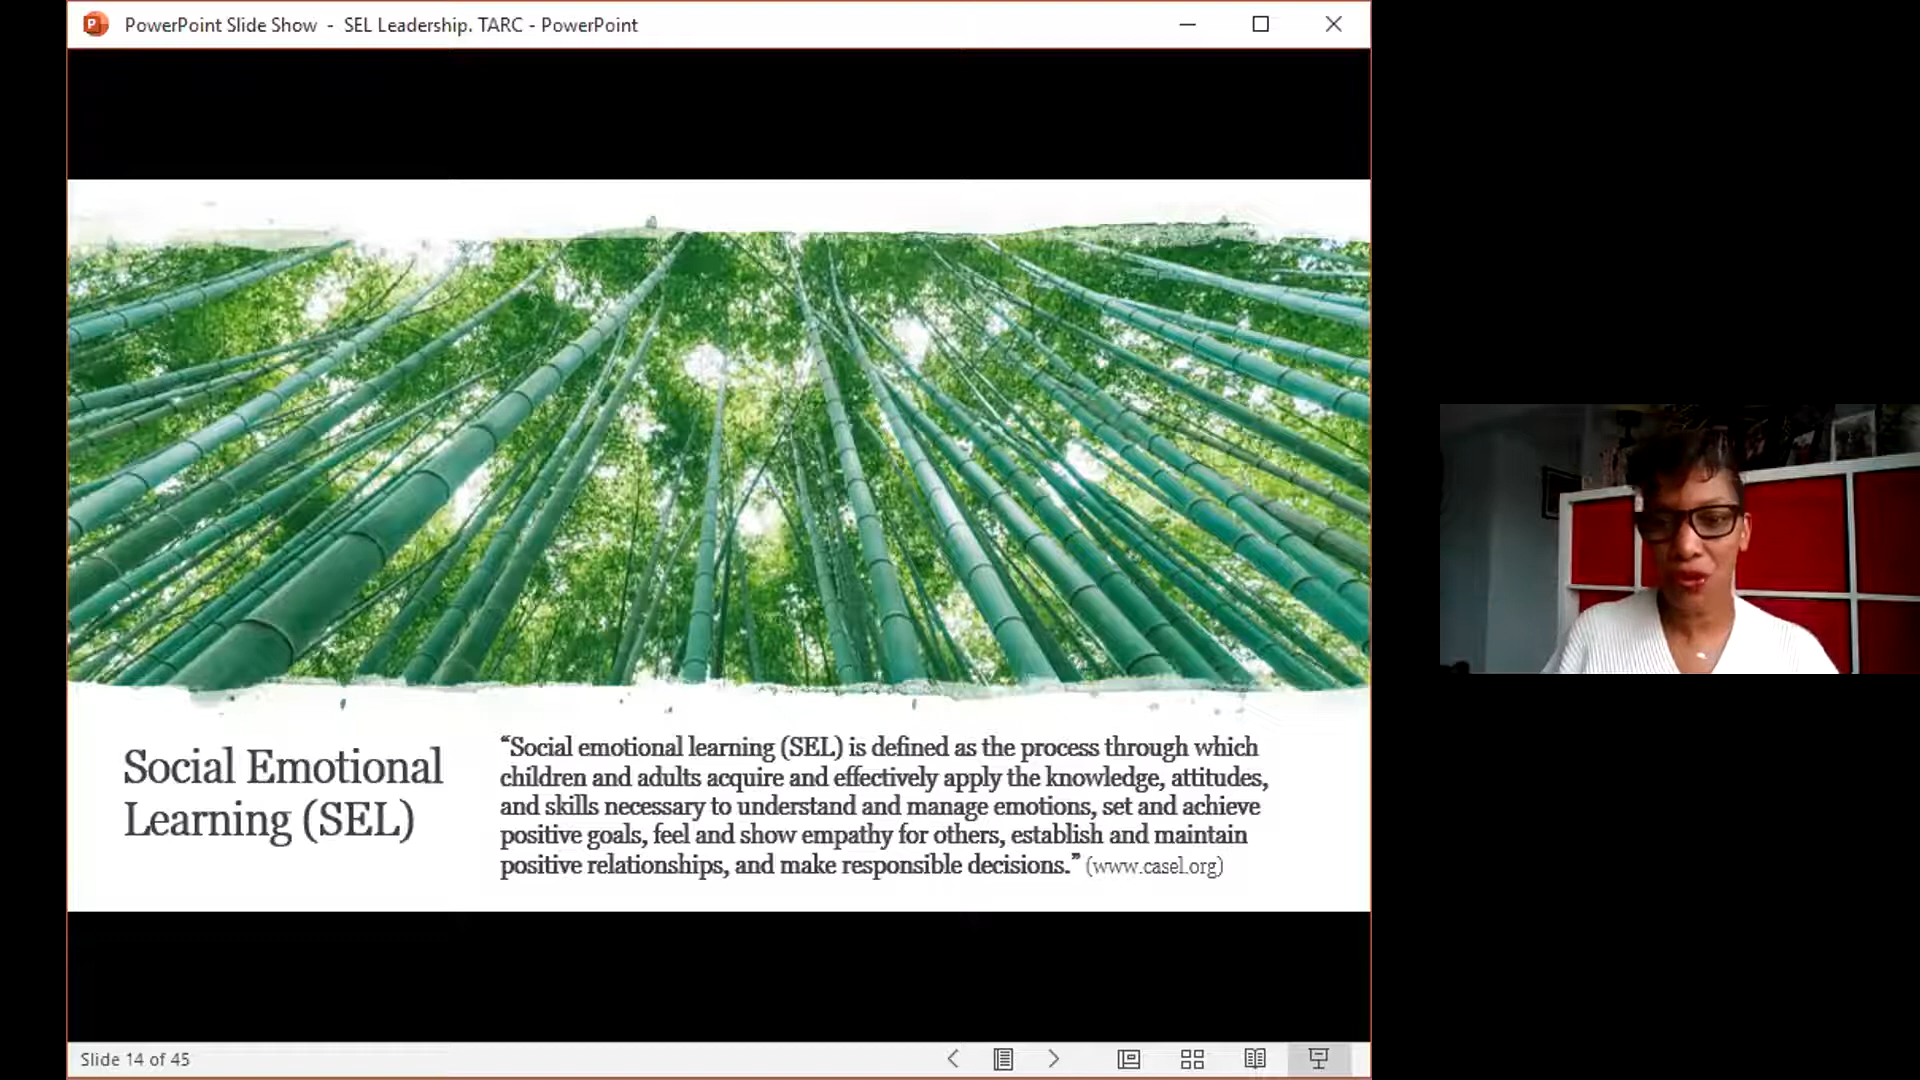 PowerPoint Slide Show - SEL Leadership. TARC - PowerPoint
Social Emotional
Learning (SEL)
“Social emotional learning (SEL) is defined as the process through which
children and adults acquire and effectively apply the knowledge, attitudes,
and skills necessary to understand and manage emotions, set and achieve
positive goals, feel and show empathy for others, establish and maintain
positive relationships, and make responsible decisions.” (www.casel.org)
Slide 14 of 45